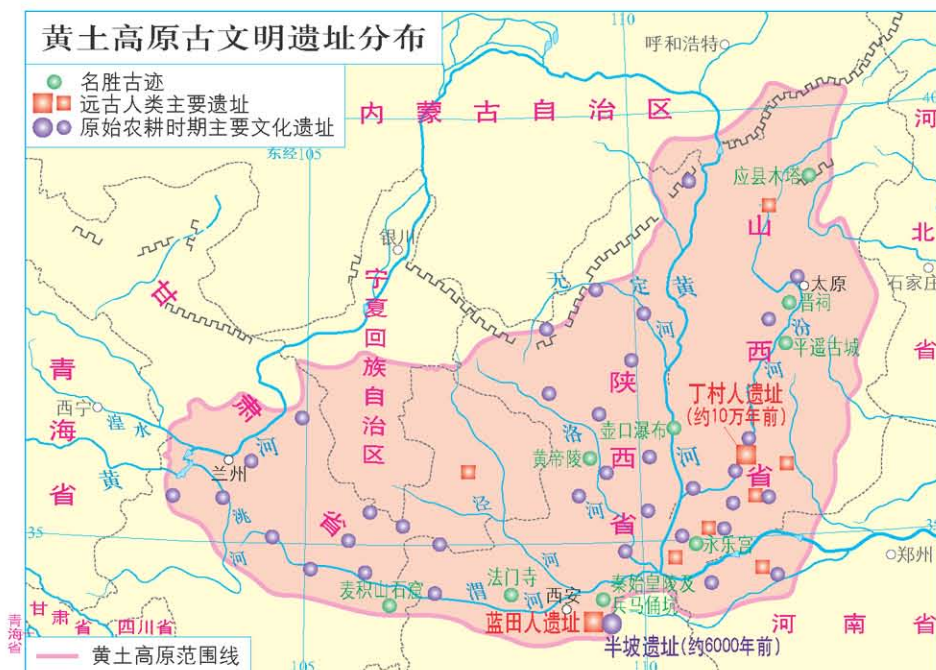 黄土高原古文明遗址分布
名胜古迹
远古人类主要遗址
原始农耕时期主要文化遗址
东经105
110
呼和浩特
40
内蒙古自治区
河
北
省
应县木塔
山
西
省
银川
宁夏回族自治区
甘
肃
省
无
定
河
黄
河
太原
石家庄
晋祠
汾
河
平遥古城
陕
西
省
丁村人遗址
(约10万年前)
青
海
省
西宁
湟水
黄
河
兰州
洛
河
壶口瀑布
黄帝陵
泾
河
35
洮
河
35
永乐宫
郑州
麦积山石窟
法门寺
渭
河
西安
秦始皇陵及
兵马俑坑
蓝田人遗址
半坡遗址(约6000年前)
河南省
青海省
甘肃省
四川省
黄土高原范围线
105
110